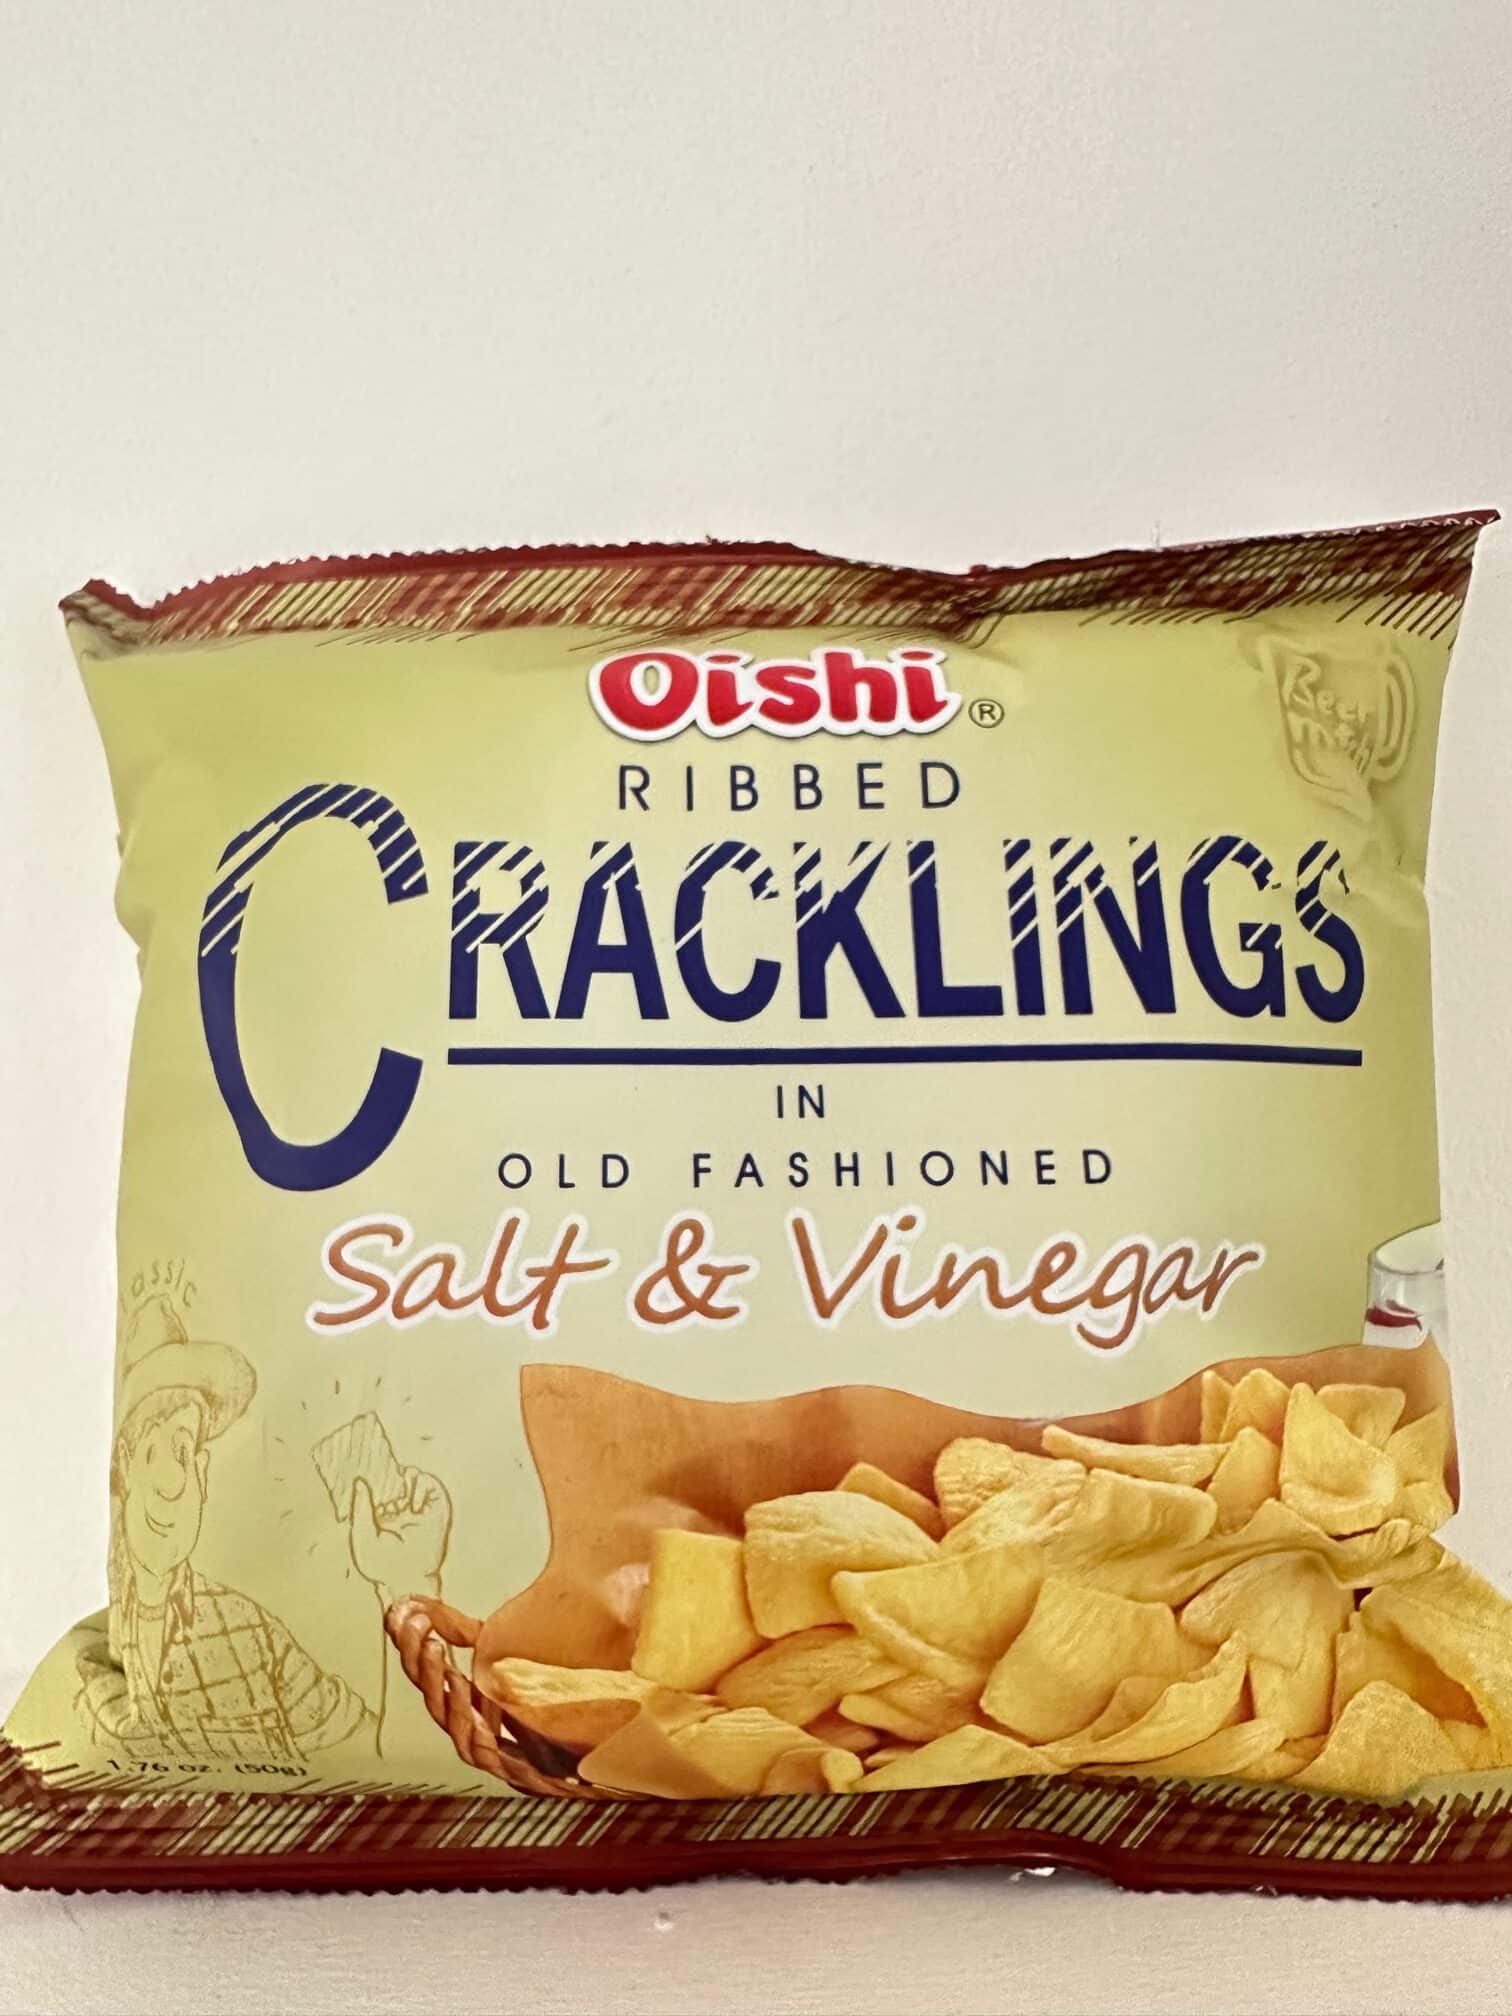 Oishi®
RIBBED
CRACKLINGS
IN
OLD FASHIONED
Salt & Vinegar
1.76 oz. (50g)